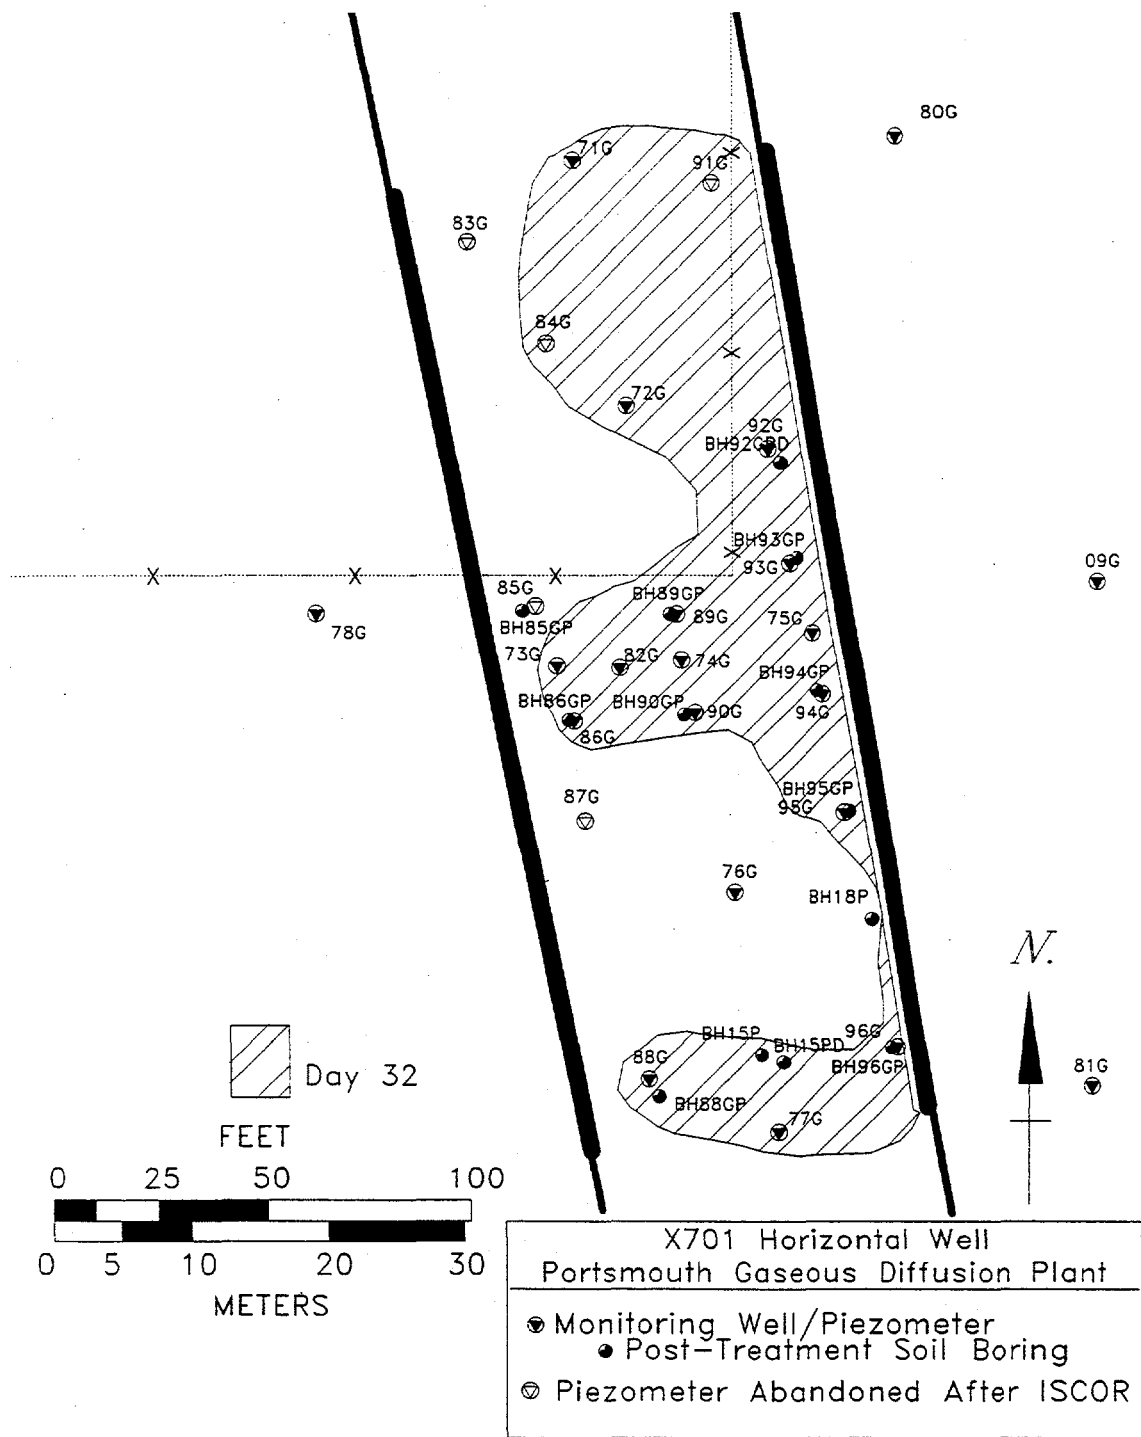 80G
71G
91G
83G
84G
72G
92G
BH92GPD
BH93GP
93G
09G
85G
BH89GP
BH85GP
89G
75G
78G
73G
82G
74G
BH94GP
BH86GP
BH90GP
90G
94G
86G
BH95GP
95G
87G
76G
BH18P
N.
BH15P
96G
BH15PD
88G
BH96GP
81G
Day 32
BH88GP
77G
FEET
0 25 50 100
0 5 10 20 30
METERS
X701 Horizontal Well
Portsmouth Gaseous Diffusion Plant
Monitoring Well/Piezometer
Post-Treatment Soil Boring
Piezometer Abandoned After ISCOR